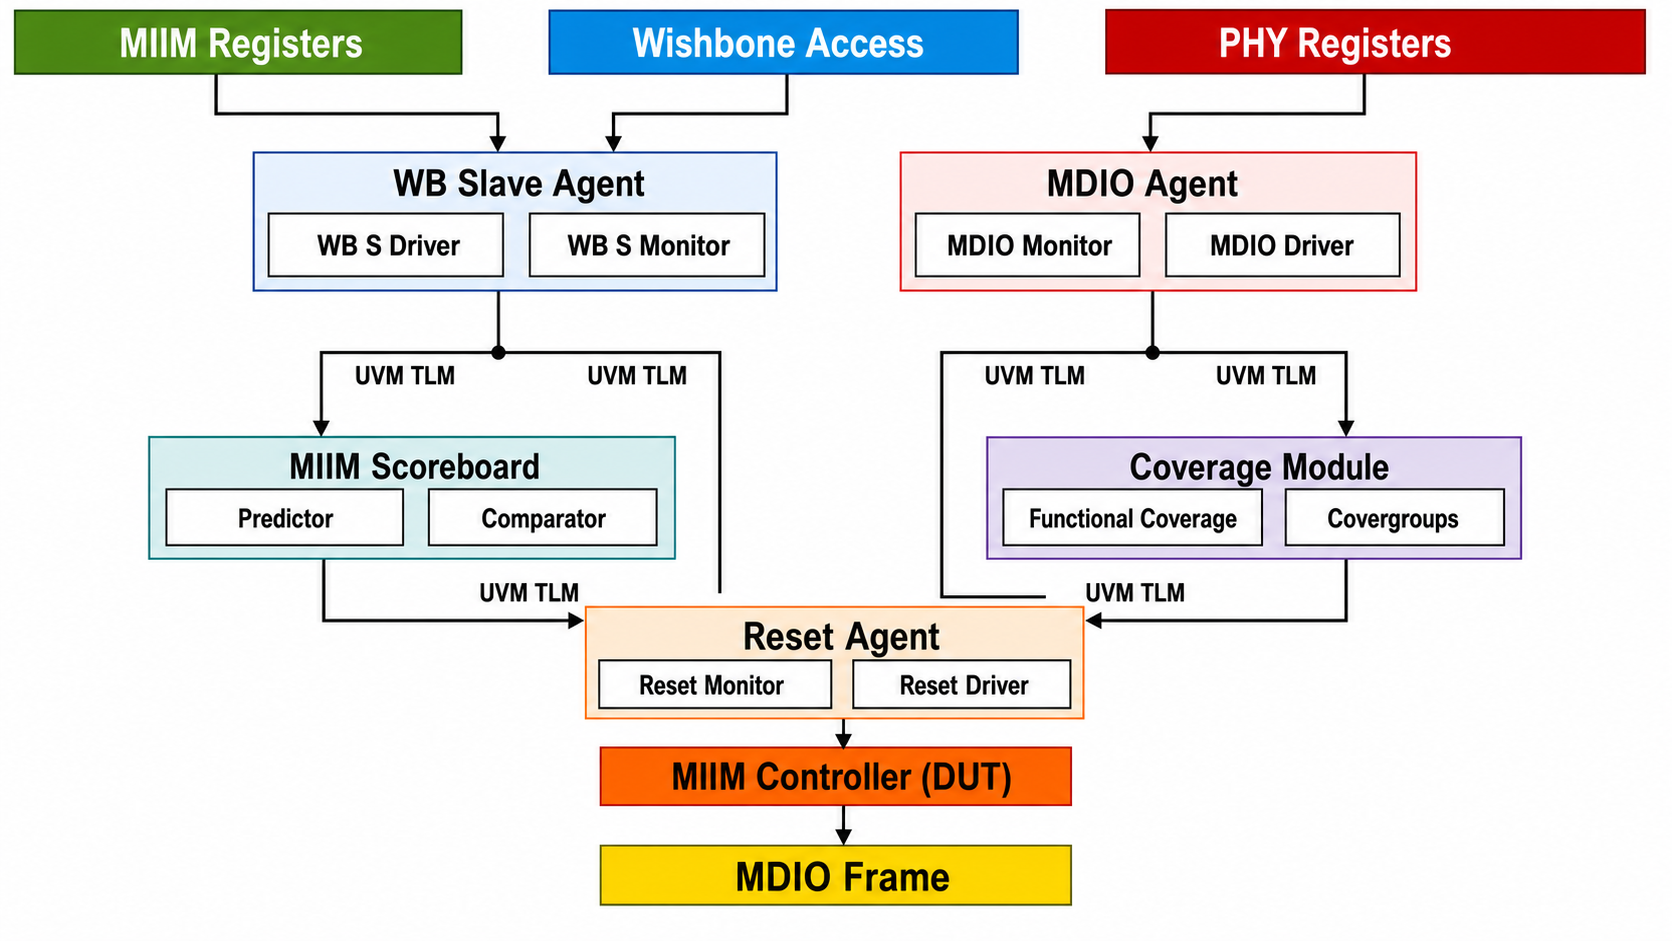 MIIM Registers
Wishbone Access
PHY Registers
WB Slave Agent
WB S Driver
WB S Monitor
MDIO Agent
MDIO Monitor
MDIO Driver
UVM TLM
UVM TLM
UVM TLM
UVM TLM
MIIM Scoreboard
Predictor
Comparator
Coverage Module
Functional Coverage
Covergroups
UVM TLM
UVM TLM
Reset Agent
Reset Monitor
Reset Driver
MIIM Controller (DUT)
MDIO Frame